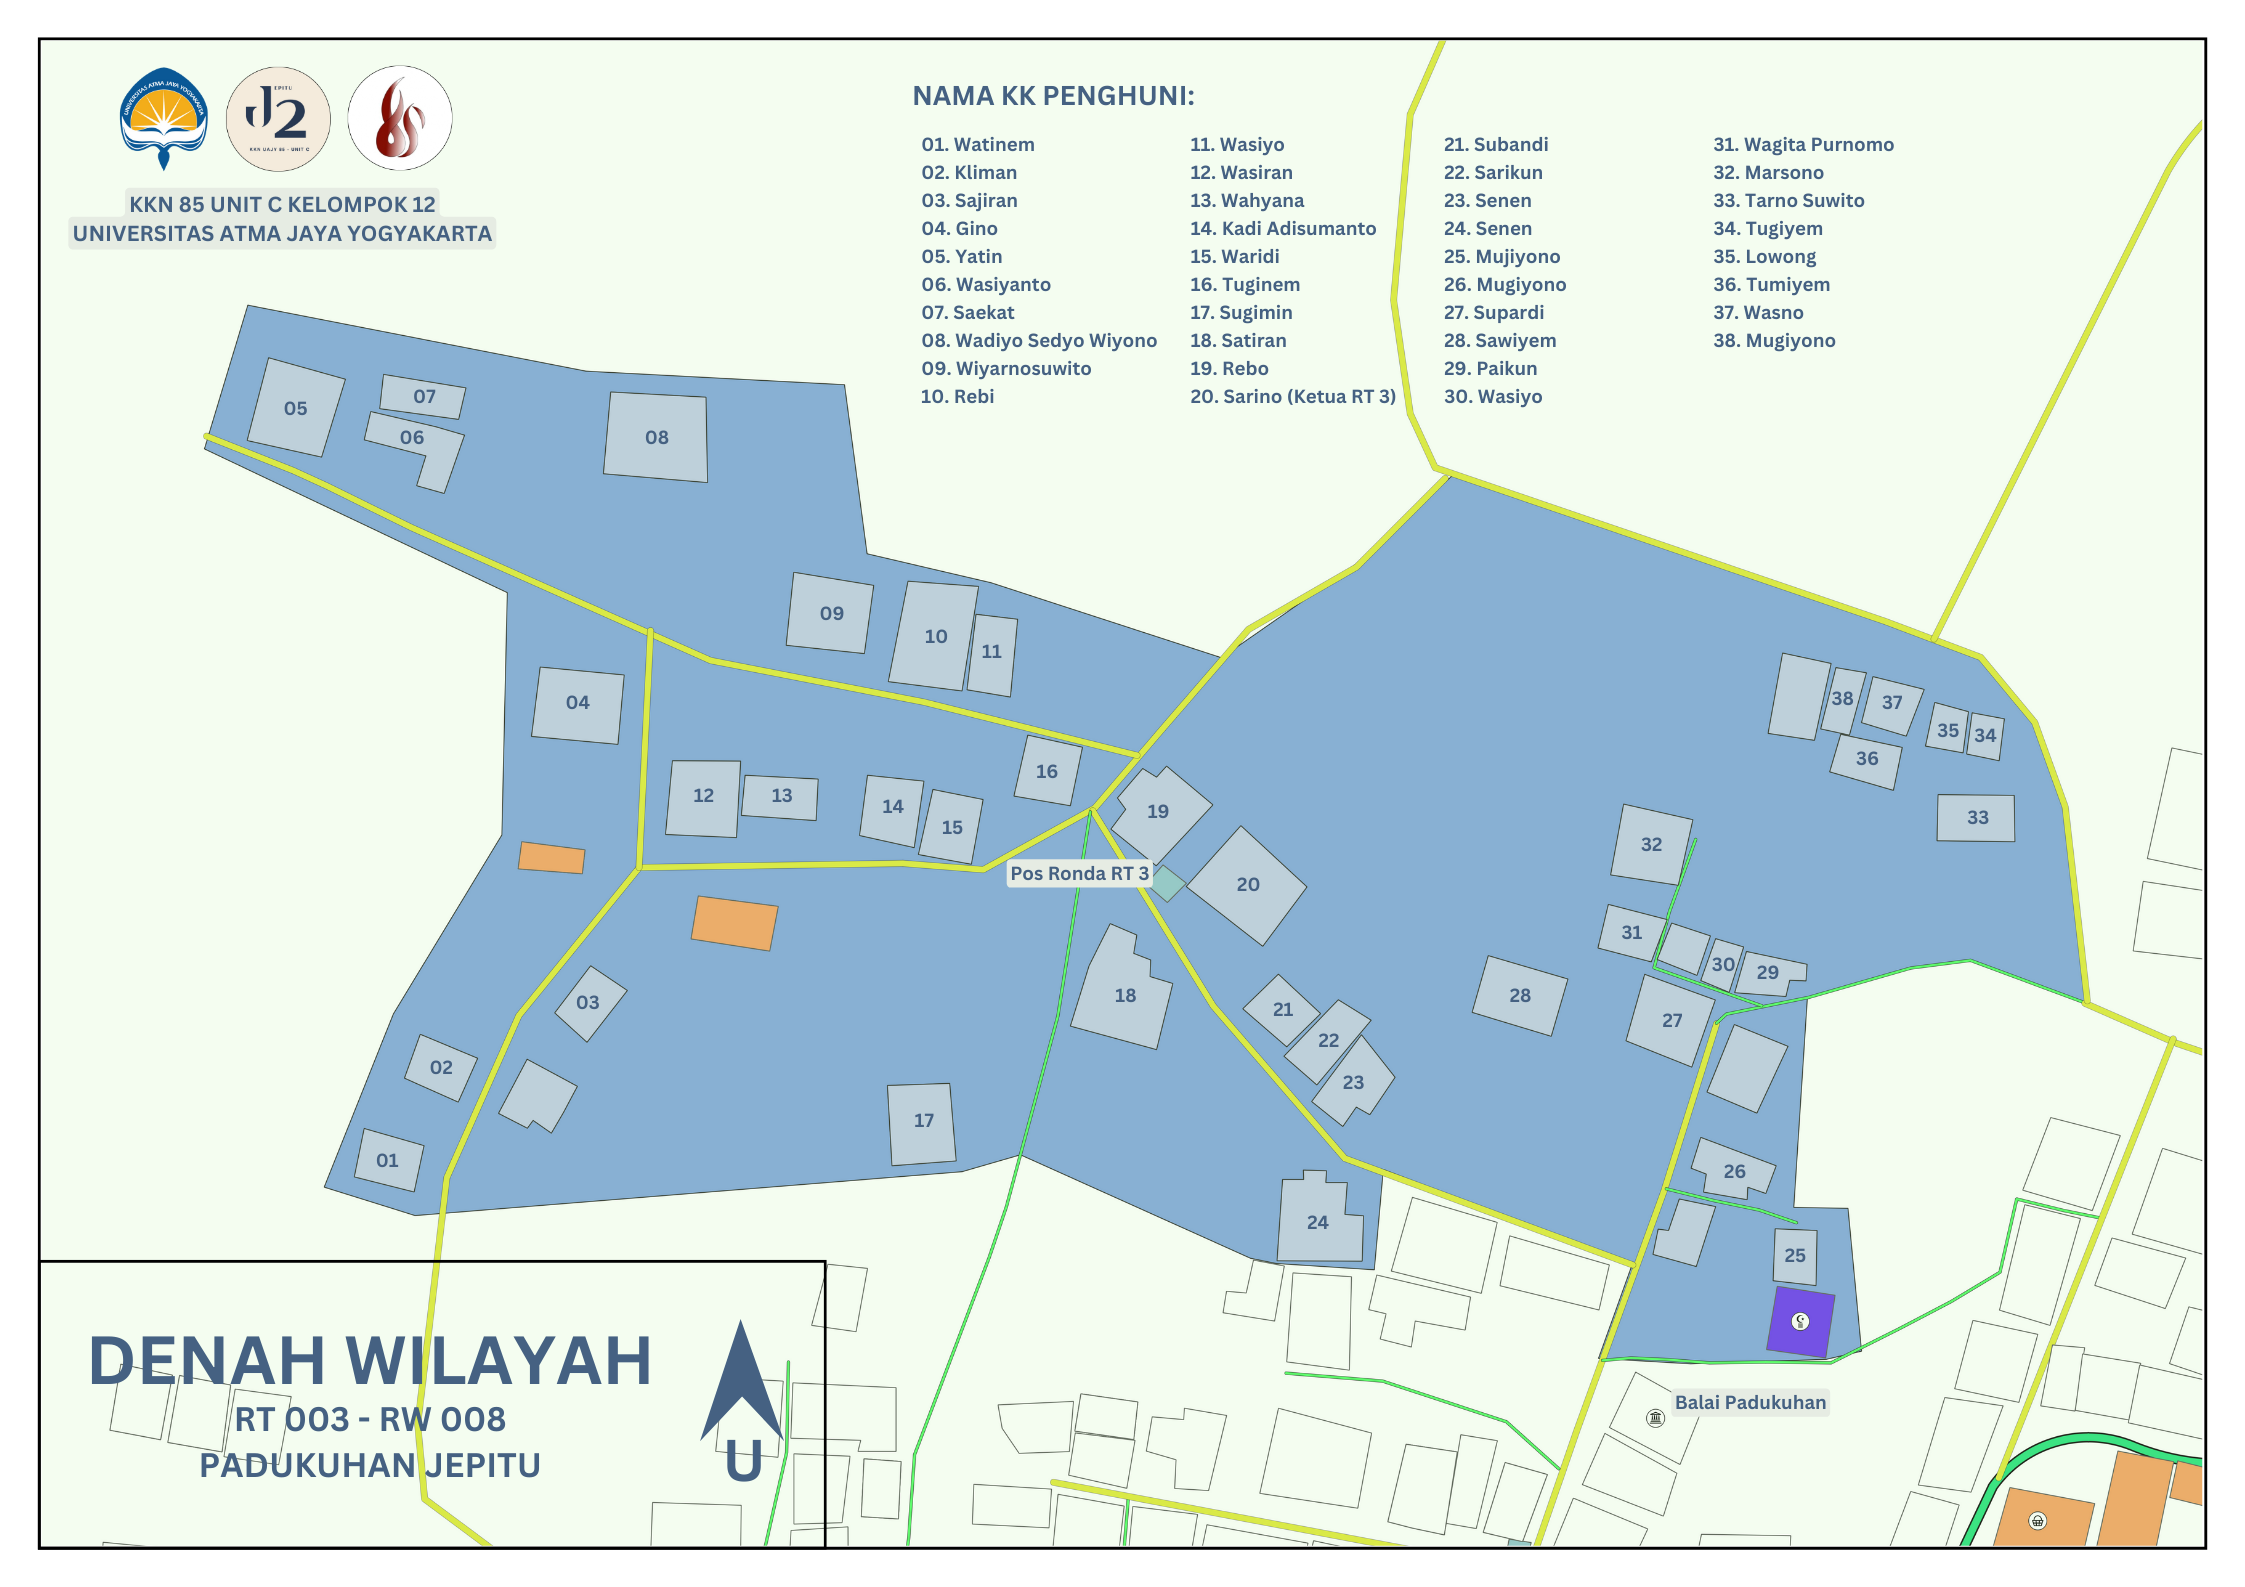 UNIVERSITAS ATMA JAYA YOGYAKARTA
EPITU
J2
KKN UAJY 85 - UNIT C
KKN 85 UNIT C KELOMPOK 12
UNIVERSITAS ATMA JAYA YOGYAKARTA
NAMA KK PENGHUNI:
01. Watinem
02. Kliman
03. Sajiran
04. Gino
05. Yatin
06. Wasiyanto
07. Saekat
08. Wadiyo Sedyo Wiyono
09. Wiyarnosuwito
10. Rebi
11. Wasiyo
12. Wasiran
13. Wahyana
14. Kadi Adisumanto
15. Waridi
16. Tuginem
17. Sugimin
18. Satiran
19. Rebo
20. Sarino (Ketua RT 3)
21. Subandi
22. Sarikun
23. Senen
24. Senen
25. Mujiyono
26. Mugiyono
27. Supardi
28. Sawiyem
29. Paikun
30. Wasiyo
31. Wagita Purnomo
32. Marsono
33. Tarno Suwito
34. Tugiyem
35. Lowong
36. Tumiyem
37. Wasno
38. Mugiyono
05
07
06
08
09
10
11
04
16
12
13
14
15
19
38
37
35
34
36
33
32
Pos Ronda RT 3
20
31
30
29
03
18
21
28
27
22
02
23
17
01
26
24
25
Balai Padukuhan
DENAH WILAYAH
RT 003 - RW 008
PADUKUHAN JEPITU
U